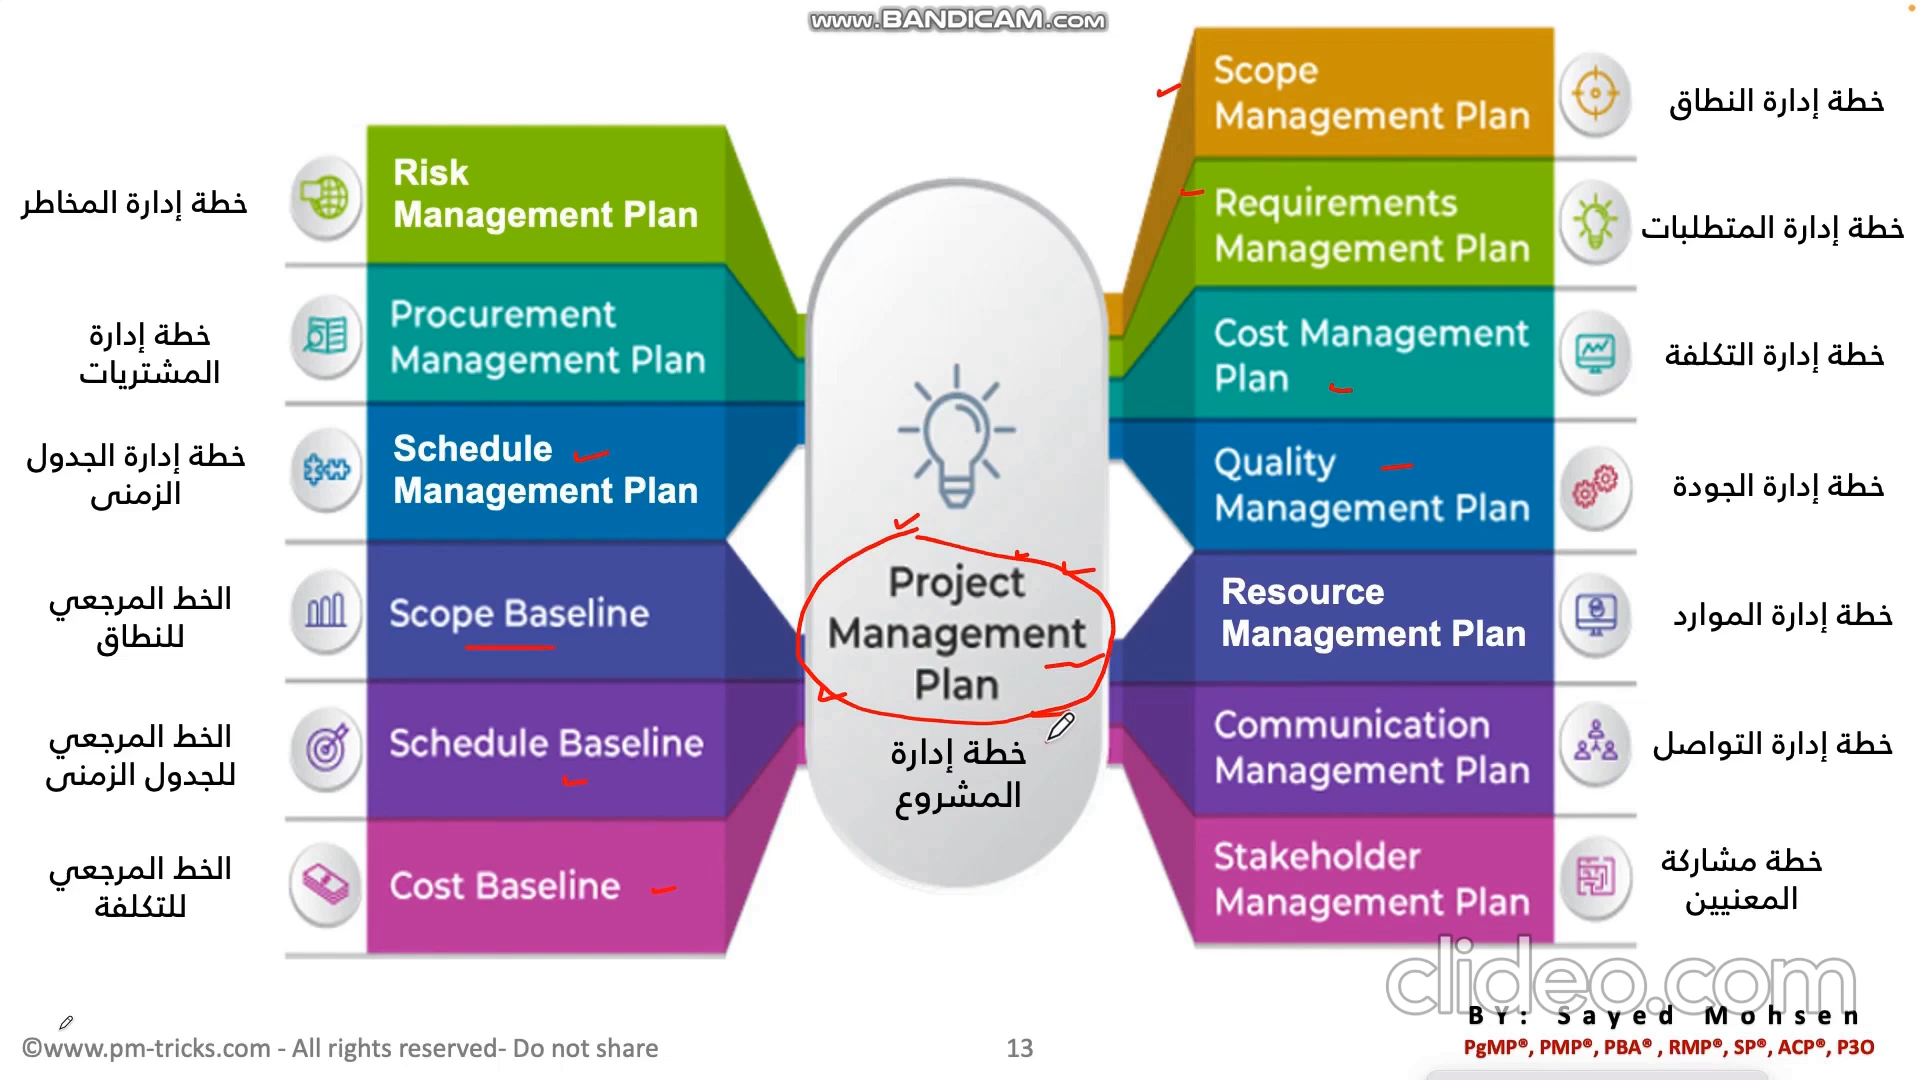 www.BANDICAM.com
Scope
Management Plan
خطة إدارة النطاق
Requirements
Management Plan
خطة إدارة المتطلبات
Cost Management
Plan
خطة إدارة التكلفة
Quality
Management Plan
خطة إدارة الجودة
Resource
Management Plan
خطة إدارة الموارد
Communication
Management Plan
خطة إدارة التواصل
Stakeholder
Management Plan
خطة مشاركة
المعنيين
Project
Management
Plan
خطة إدارة
المشروع
Risk
Management Plan
خطة إدارة المخاطر
Procurement
Management Plan
خطة إدارة
المشتريات
Schedule
Management Plan
خطة إدارة الجدول
الزمنى
Scope Baseline
الخط المرجعي
للنطاق
Schedule Baseline
الخط المرجعي
للجدول الزمنى
Cost Baseline
الخط المرجعي
للتكلفة
clideo.com
BY: Sayed Mohsen
PgMP®, PMP®, PBA® , RMP®, SP®, ACP®, P3O
©www.pm-tricks.com - All rights reserved- Do not share
13